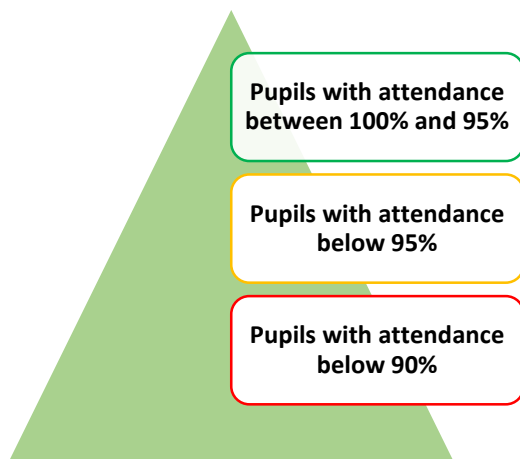 Pupils with attendance
between 100% and 95%
Pupils with attendance
below 95%
Pupils with attendance
below 90%